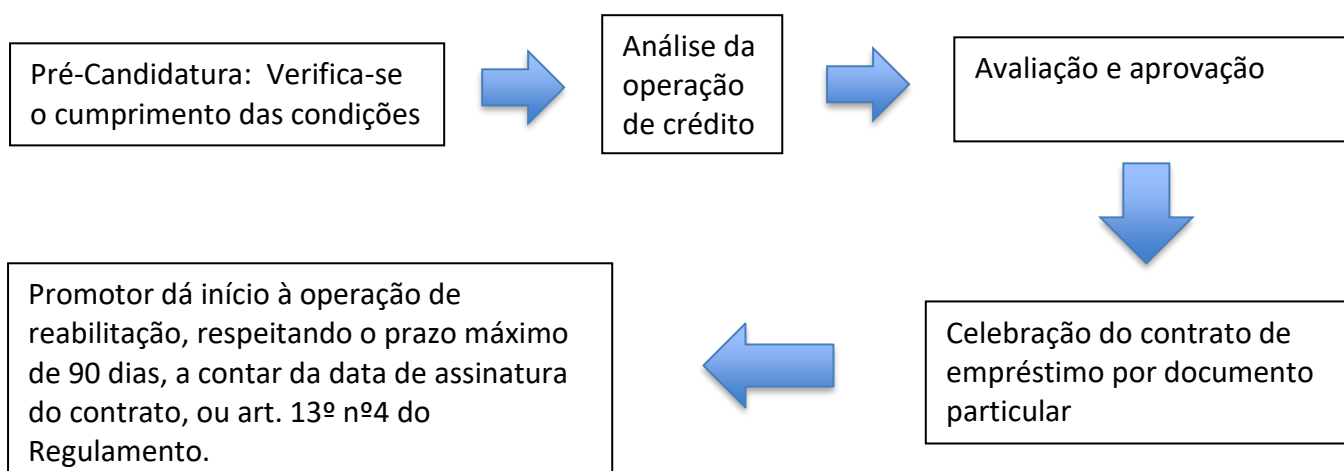 Pré-Candidatura: Verifica-se
o cumprimento das condições
Análise da
operação
de crédito
Avaliação e aprovação
Celebração do contrato de
empréstimo por documento
particular
Promotor dá início à operação de
reabilitação, respeitando o prazo máximo
de 90 dias, a contar da data de assinatura
do contrato, ou art. 13º nº4 do
Regulamento.